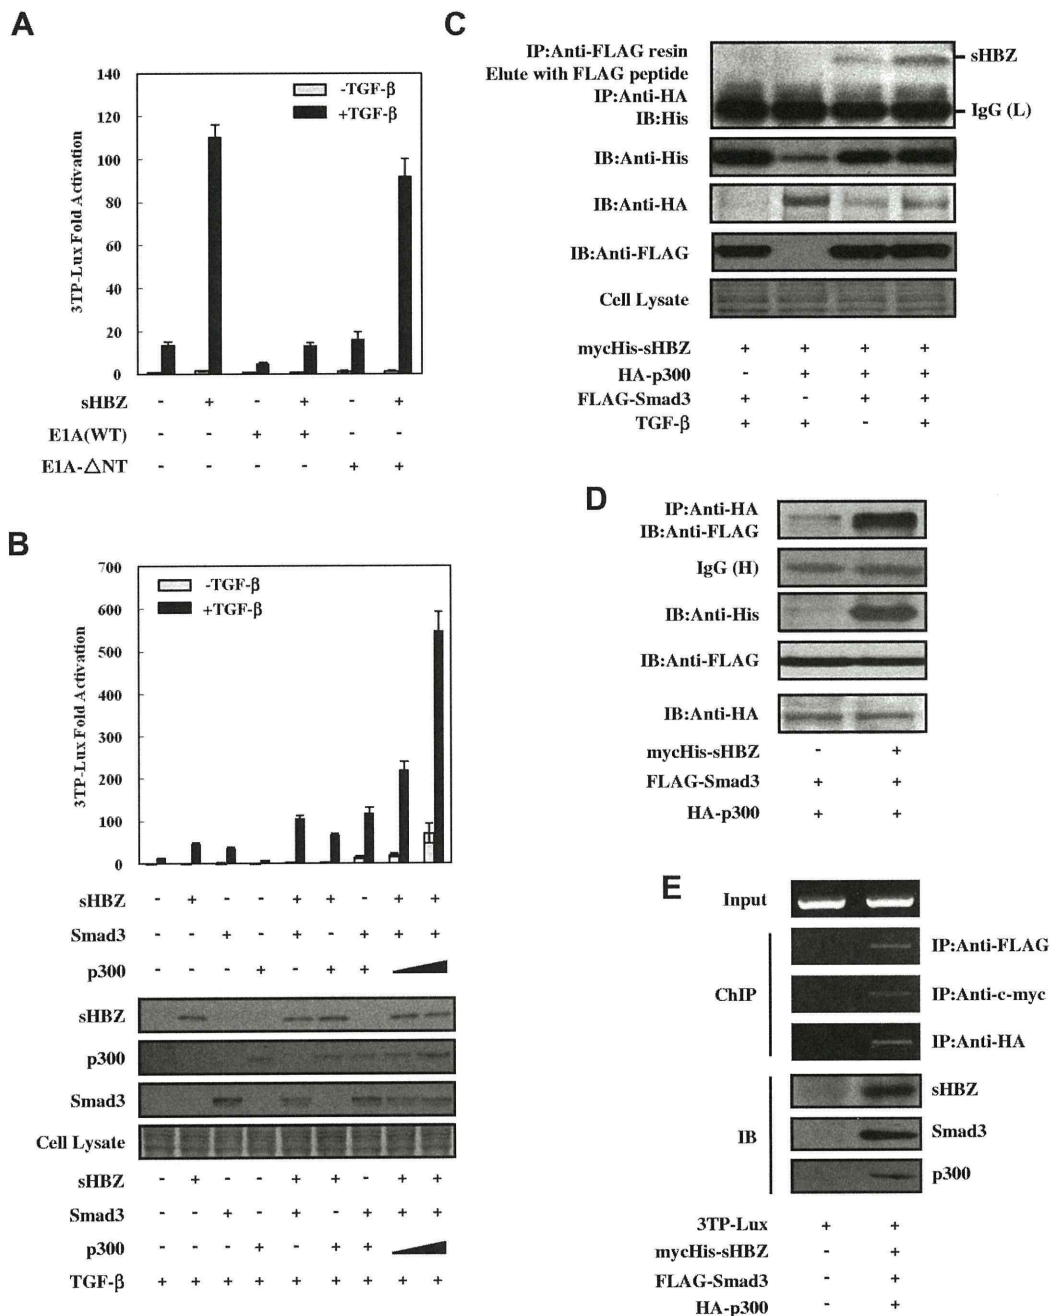 A
140
120
100
80
60
40
20
0
3TP-Lux Fold Activation
-TGF-β
+TGF-β
sHBZ - + - + - +
E1A(WT) - - + + - -
E1A-△NT - - - - + +
B
700
600
500
400
300
200
100
0
3TP-Lux Fold Activation
-TGF-β
+TGF-β
sHBZ - + - - + + - + +
Smad3 - - + - + - + + +
p300 - - - + - + +
sHBZ
p300
Smad3
Cell Lysate
sHBZ - + - - + + - + +
Smad3 - - + - + - + + +
p300 - - - + - + +
TGF-β + + + + + + + + +
C
IP:Anti-FLAG resin
Elute with FLAG peptide
IP:Anti-HA
IB:His
sHBZ
IgG (L)
IB:Anti-His
IB:Anti-HA
IB:Anti-FLAG
Cell Lysate
mycHis-sHBZ + + + +
HA-p300 - + + +
FLAG-Smad3 + - + +
TGF-β + + - +
D
IP:Anti-HA
IB:Anti-FLAG
IgG (H)
IB:Anti-His
IB:Anti-FLAG
IB:Anti-HA
mycHis-sHBZ - +
FLAG-Smad3 + +
HA-p300 + +
E
Input
ChIP
IP:Anti-FLAG
IP:Anti-c-myc
IP:Anti-HA
IB
sHBZ
Smad3
p300
3TP-Lux + +
mycHis-sHBZ - +
FLAG-Smad3 - +
HA-p300 - +